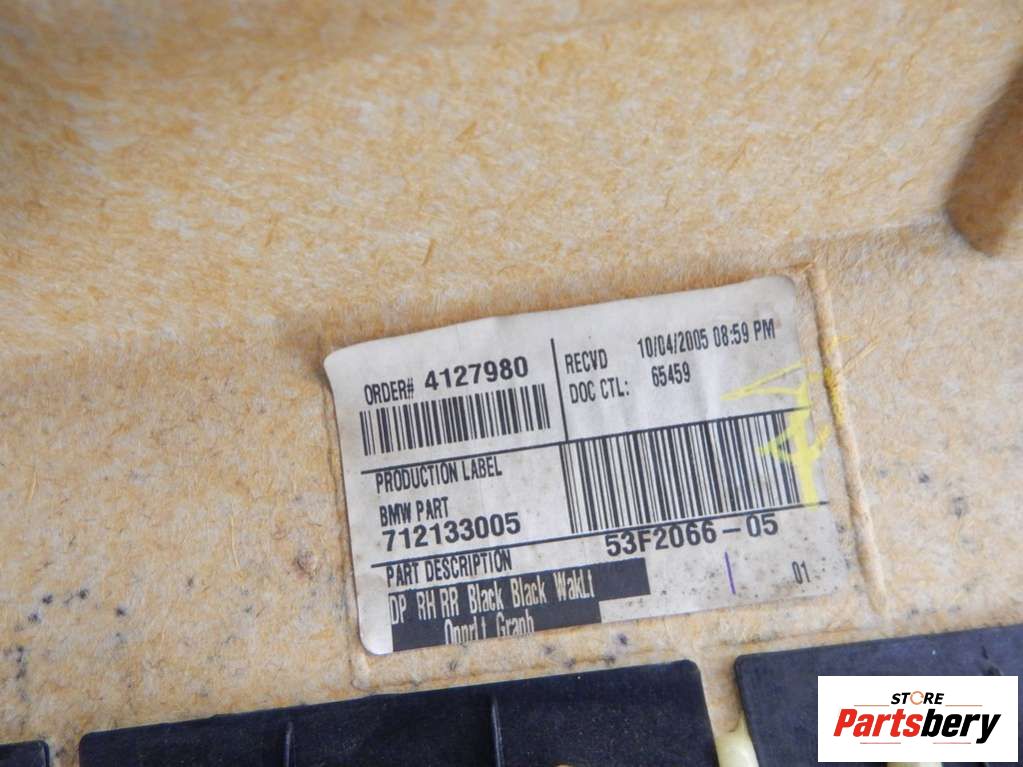 ORDER# 4127980
RECVD 10/04/2005 08:59 PM
DOC CTL: 65459
PRODUCTION LABEL
BMW PART
712133005
53F2066-05
PART DESCRIPTION
01
DP RH RR Black Black WakLt
STORE
Partsbery